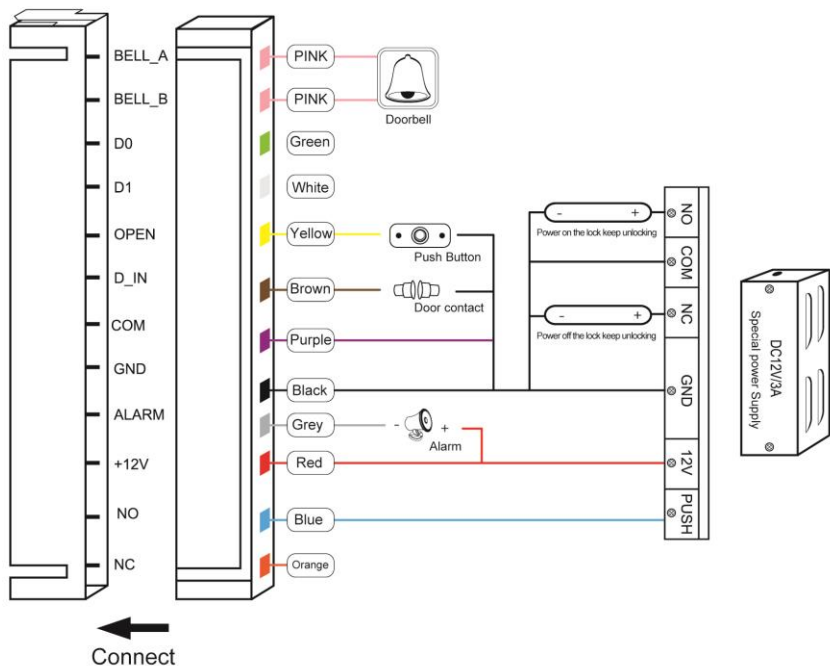 BELL_A
BELL_B
D0
D1
OPEN
D_IN
COM
GND
ALARM
+12V
NO
NC
Connect
PINK
PINK
Green
White
Yellow
Brown
Purple
Black
Grey
Red
Blue
Orange
Doorbell
Push Button
Door contact
- +
Alarm
- +
Power on the lock keep unlocking
- +
Power off the lock keep unlocking
NO
COM
NC
GND
12V
PUSH
DC12V/3A
Special power Supply